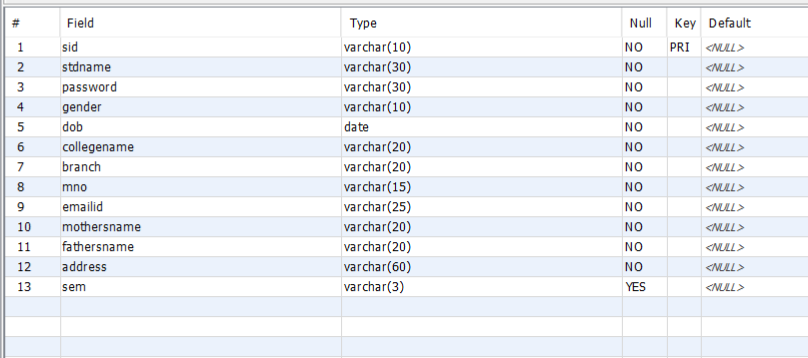 # Field Type Null Key Default
1 sid varchar(10) NO PRI <NULL>
2 stdname varchar(30) NO <NULL>
3 password varchar(30) NO <NULL>
4 gender varchar(10) NO <NULL>
5 dob date NO <NULL>
6 collegename varchar(20) NO <NULL>
7 branch varchar(20) NO <NULL>
8 mno varchar(15) NO <NULL>
9 emailid varchar(25) NO <NULL>
10 mothersname varchar(20) NO <NULL>
11 fathersname varchar(20) NO <NULL>
12 address varchar(60) NO <NULL>
13 sem varchar(3) YES <NULL>